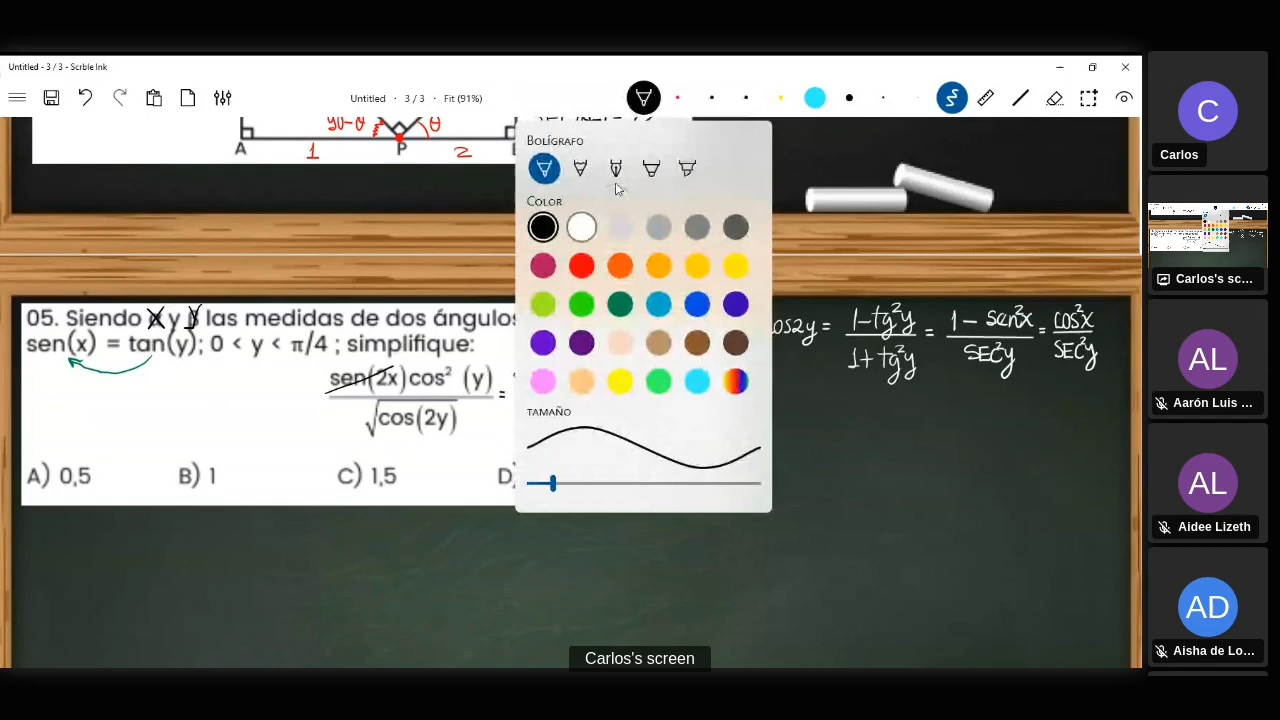 Untitled - 3 / 3 - Scrble Ink
Untitled · 3 / 3 · Fit (91%)
90-θ θ
A 1 P 2
BOLÍGRAFO
COLOR
TAMAÑO
05. Siendo x y y las medidas de dos ángulos
sen(x) = tan(y); 0 < y < π/4 ; simplifique:
sen(2x)cos² (y)
√cos(2y)
=
A) 0,5 B) 1 C) 1,5 D)
os2y = 1-tg²y / 1+tg²y = 1 - sen²x / SEC²y = cos²x / SEC²y
Carlos's screen
C
Carlos
Carlos's sc...
AL
Aarón Luis ...
AL
Aidee Lizeth
AD
Aisha de Lo...